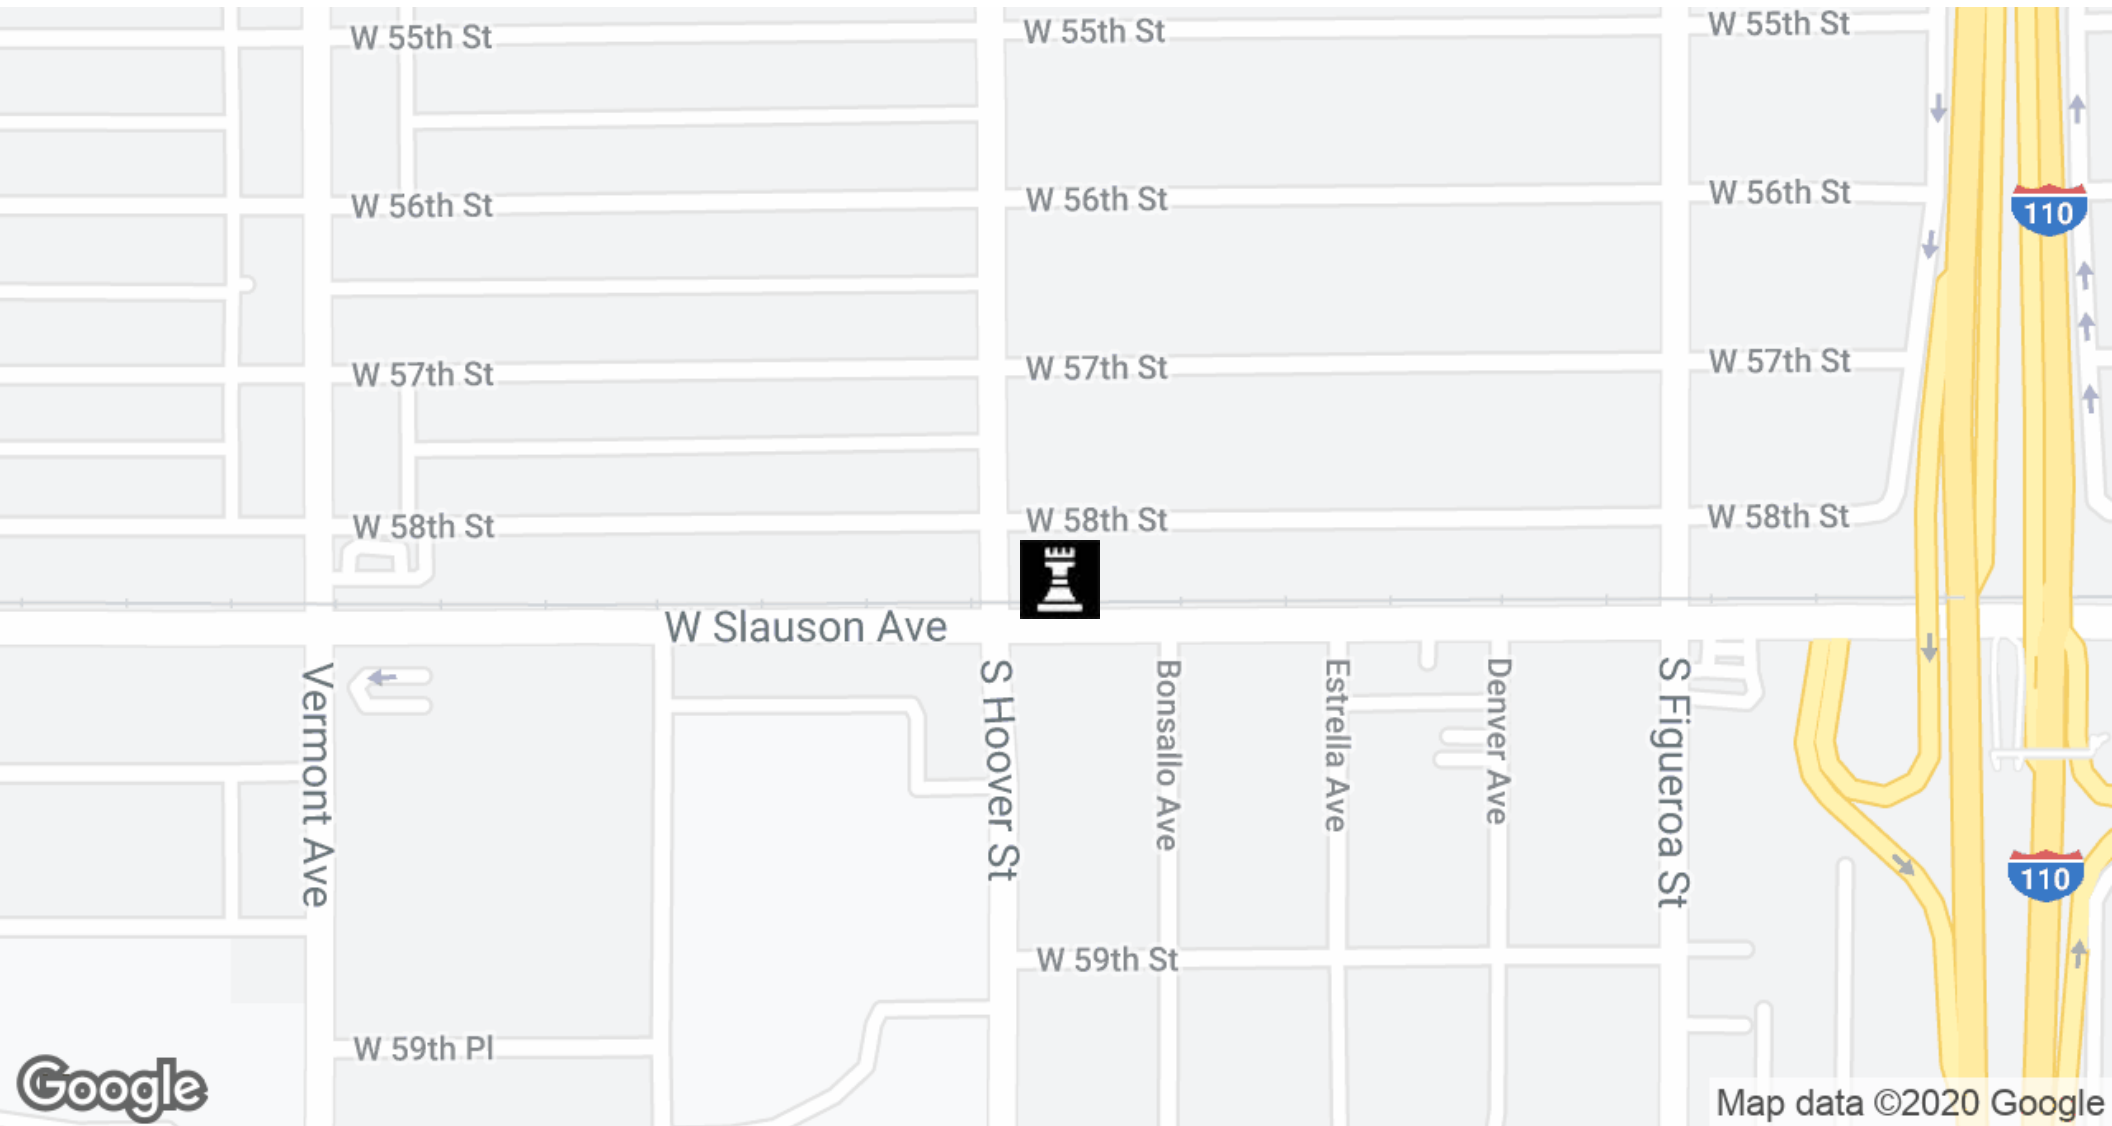 W 55th St
W 55th St
W 55th St
W 56th St
W 56th St
W 56th St
110
W 57th St
W 57th St
W 57th St
W 58th St
W 58th St
W 58th St
W Slauson Ave
Vermont Ave
S Hoover St
Bonsallo Ave
Estrella Ave
Denver Ave
S Figueroa St
110
W 59th St
W 59th Pl
Google
Map data ©2020 Google